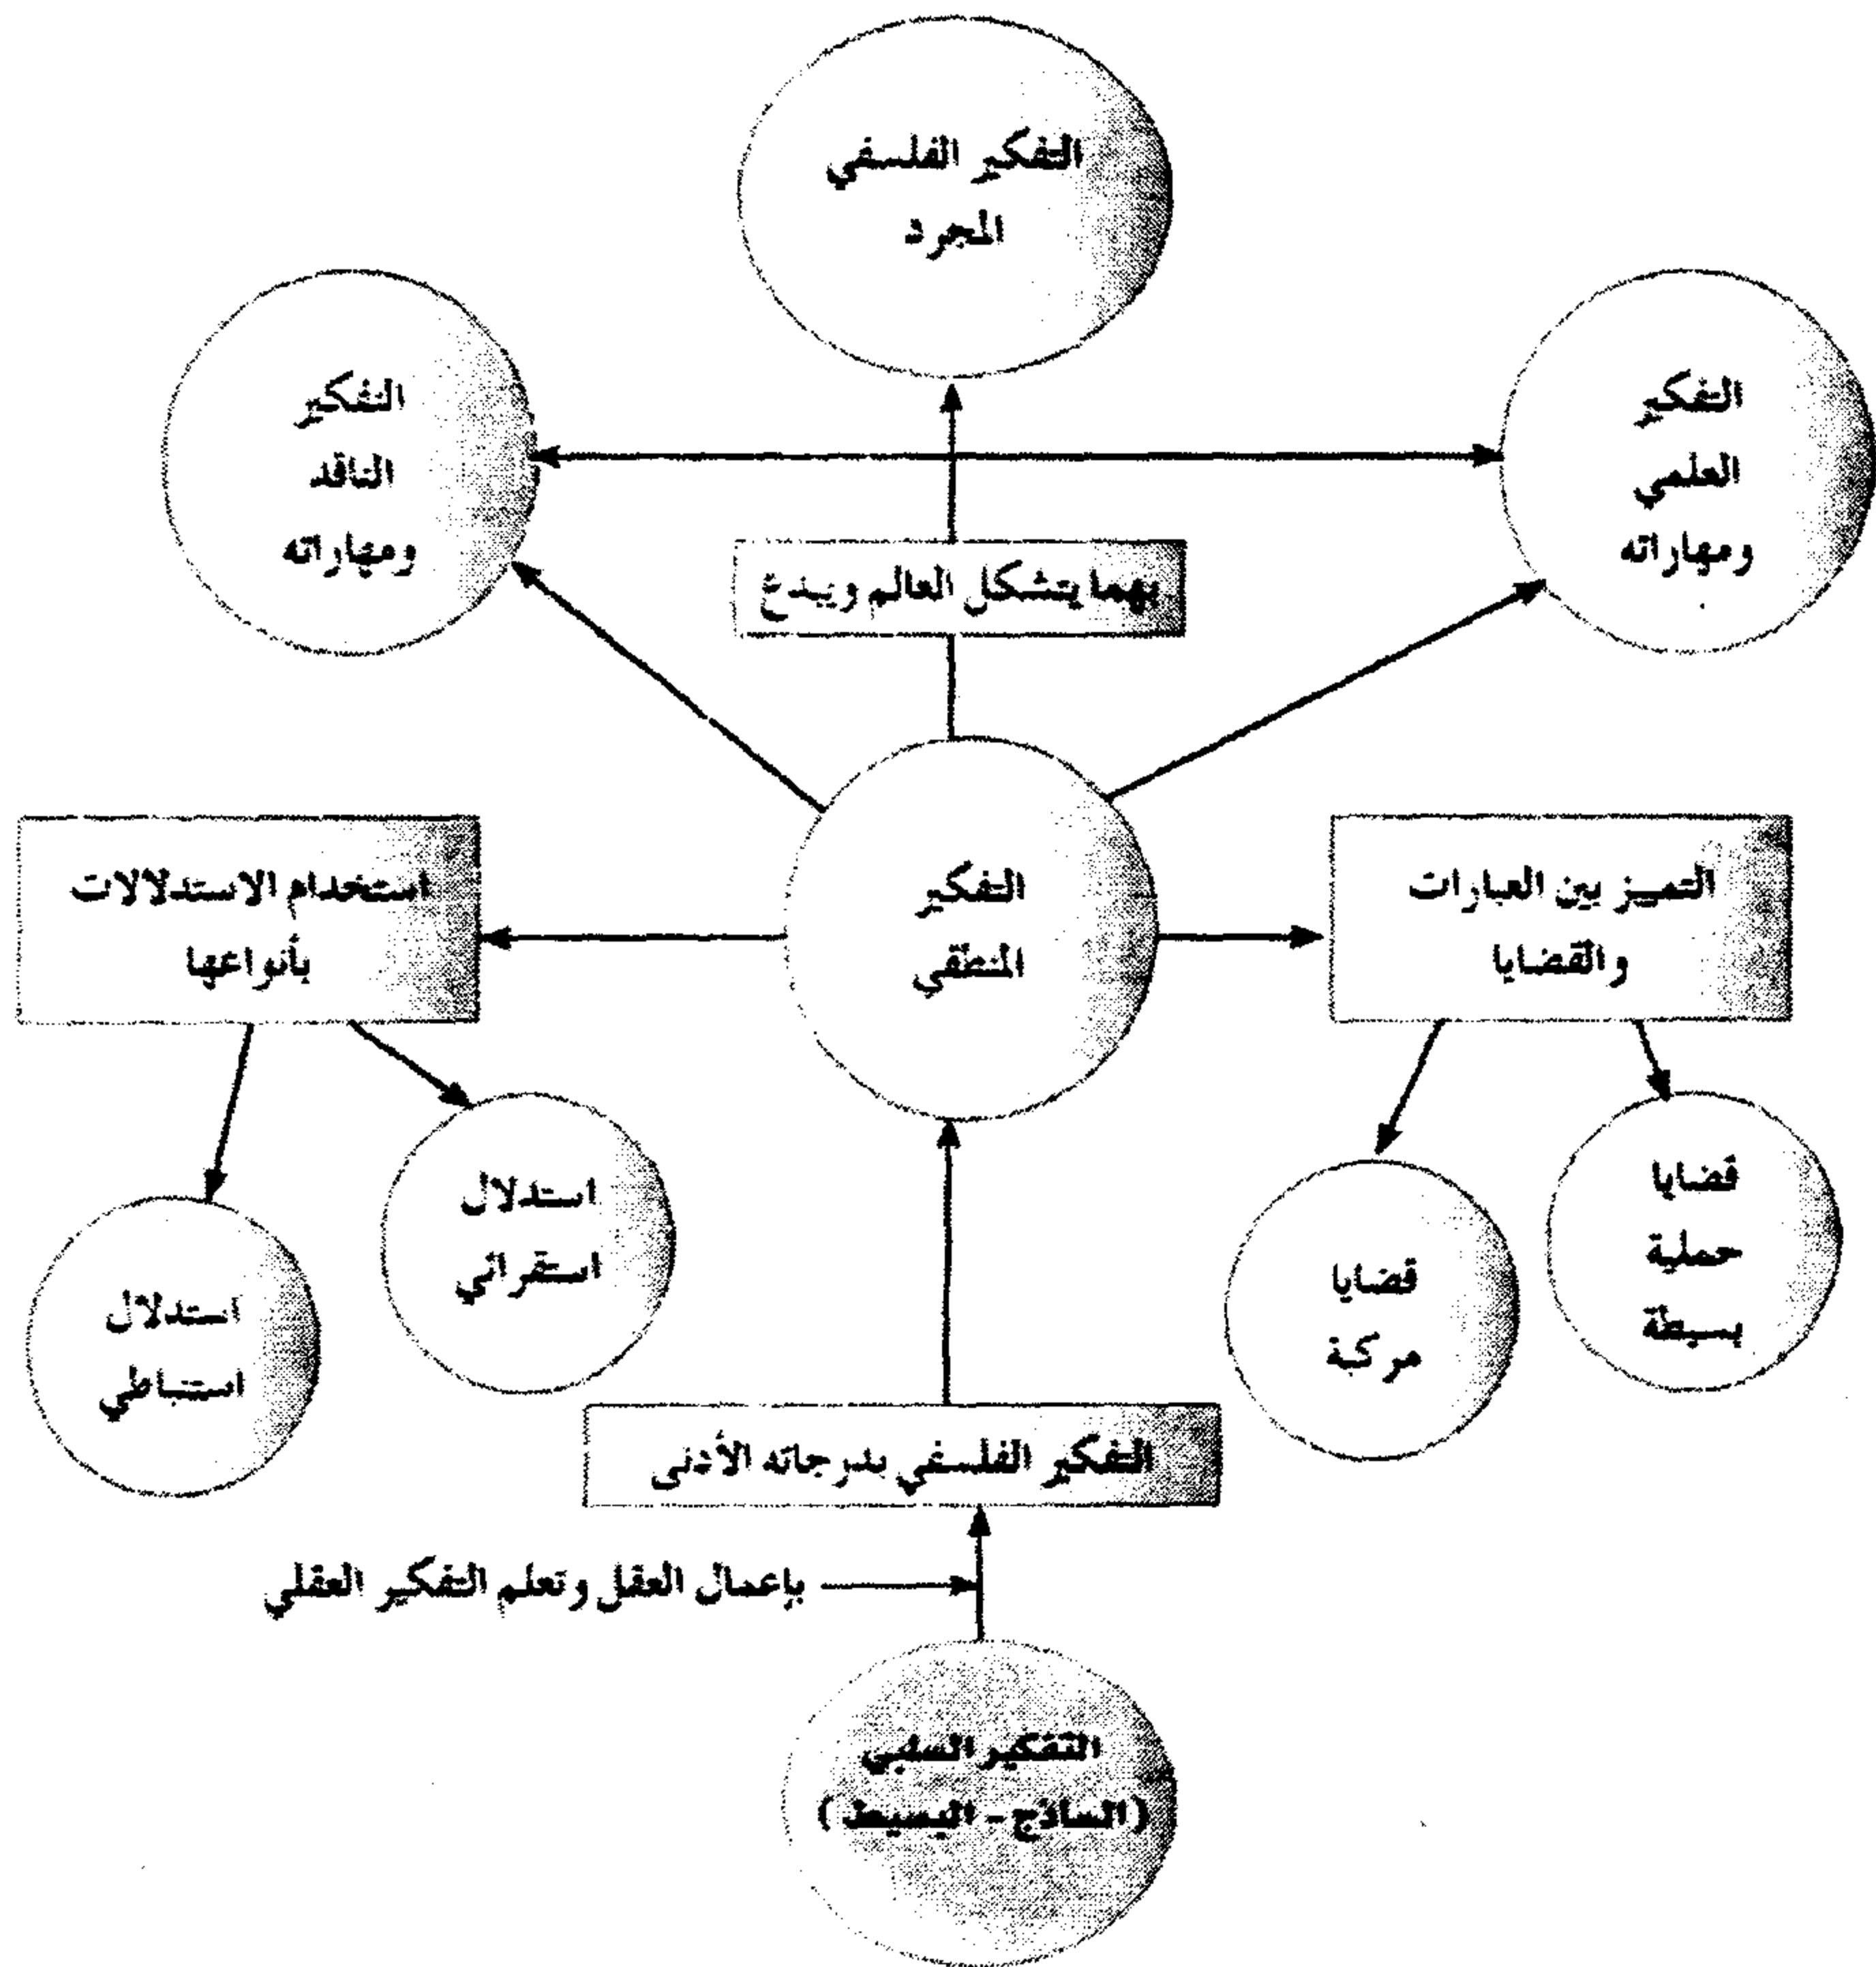 التفكير الفلسفي
المجرد
التفكير
العلمي
ومهاراته
التفكير
الناقد
ومهاراته
بهما يتشكل العالم ويبدع
التفكير
المنطقي
التميز بين العبارات
والقضايا
استخدام الاستدلالات
بأنواعها
قضايا
حملية
بسيطة
قضايا
مركبة
استدلال
استقرائي
استدلال
استنباطي
التفكير الفلسفي بدرجاته الأدنى
بإعمال العقل وتعلم التفكير العقلي
التفكير السلبي
(الساذج - البسيط)